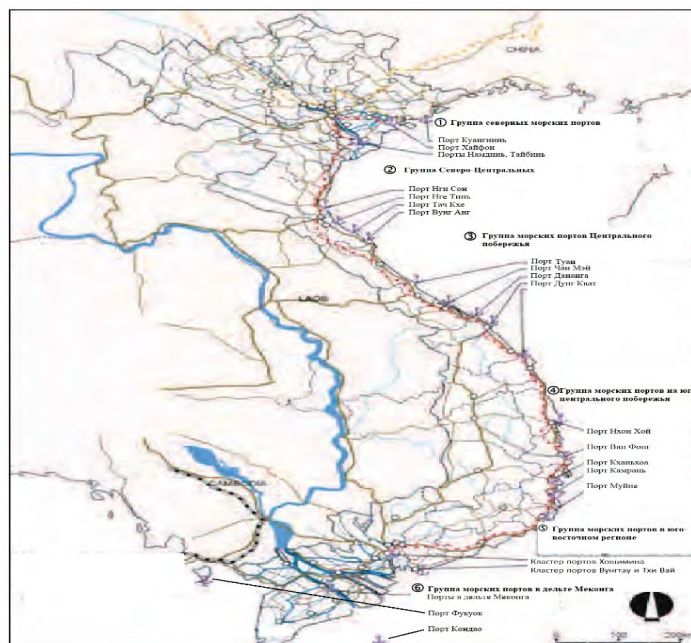 CHINA
① Группа северных морских портов
Порт Куангнинь
Порт Хайфон
Порты Намдинь, Тайбинь
② Группа Северо-Центральных
Порт Нги Сон
Порт Нге Тинь
Порт Тач Кхе
Порт Вунг Анг
③ Группа морских портов Центрального
побережья
Порт Туан
Порт Чан Мэй
Порт Дананга
Порт Дунг Кват
LAOS
④ Группа морских портов на юг
центрального побережья
Порт Нхон Хой
Порт Ван Фонг
Порт Кханьхоа
Порт Камрань
Порт Муйне
CAMBODIA
⑤ Группа морских портов в юго-
восточном регионе
Кластер портов Хошимина
Кластер портов Вунгтау и Тхи Вай
⑥ Группа морских портов в дельте Меконга
Порты в дельте Меконга
Порт Фукуок
Порт Кондао